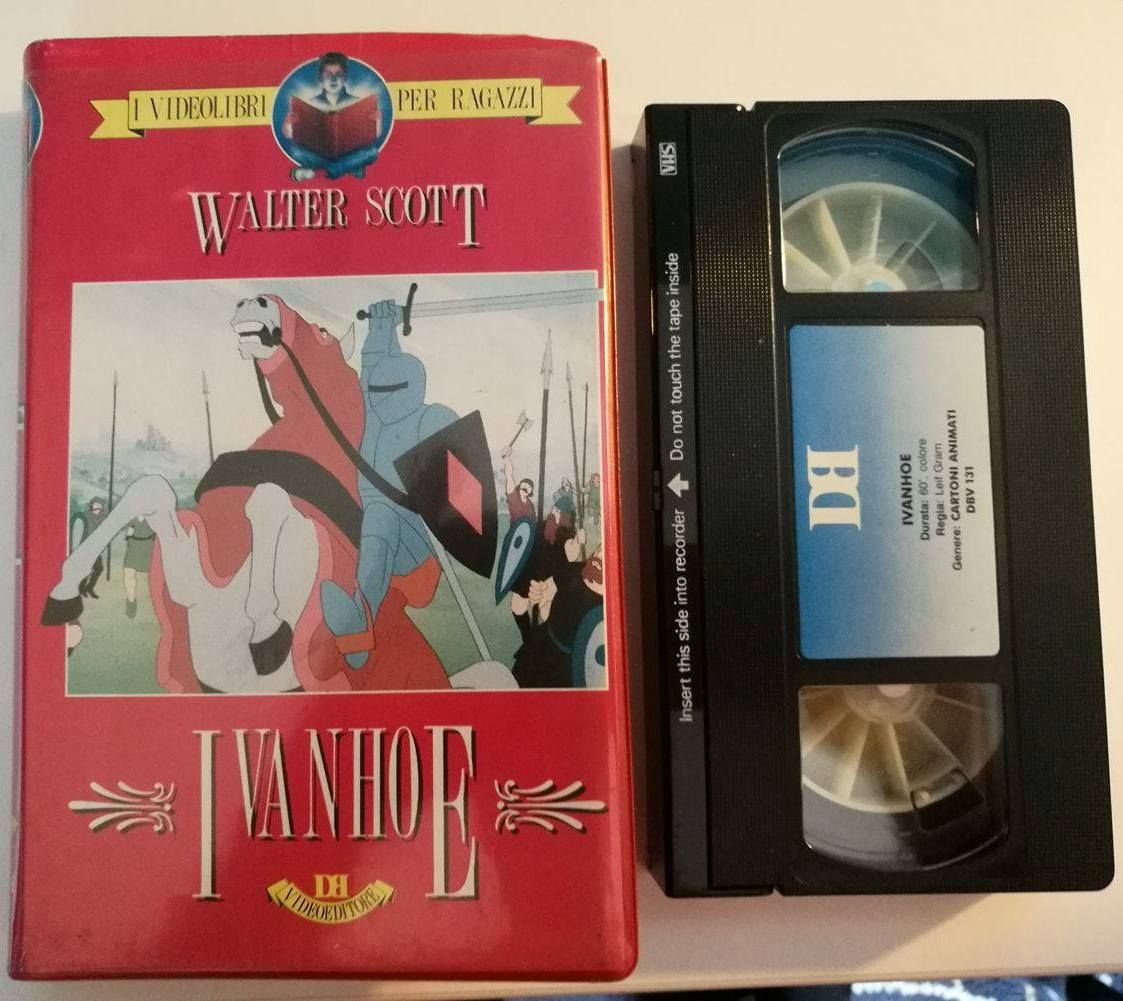 I VIDEOLIBRI PER RAGAZZI
WALTER SCOTT
IVANHOE
DB
VIDEOEDITORE
VHS
Insert this side into recorder Do not touch the tape inside
DB
IVANHOE
Durata: 60'. colore
Regia: Leif Gram
Genere: CARTONI ANIMATI
DBV 131